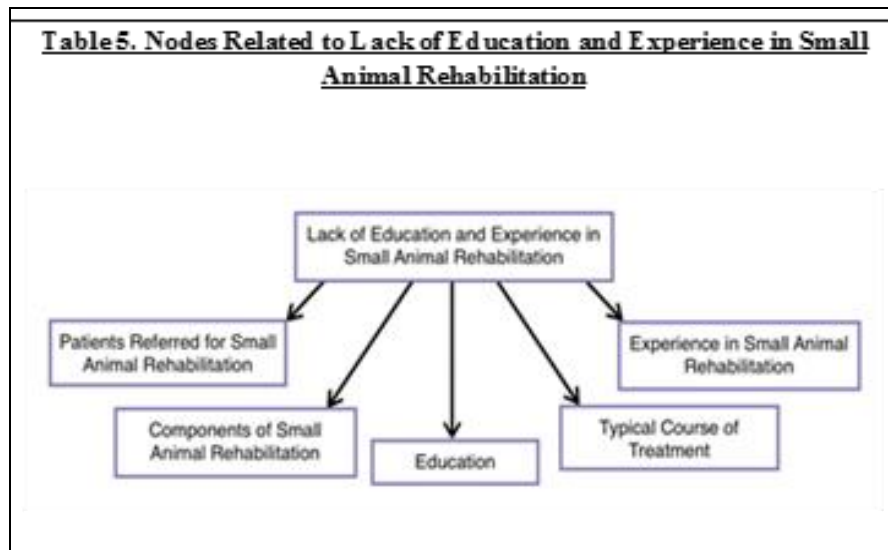 Table 5. Nodes Related to Lack of Education and Experience in Small
Animal Rehabilitation
Lack of Education and Experience in
Small Animal Rehabilitation
Patients Referred for Small
Animal Rehabilitation
Experience in Small Animal
Rehabilitation
Components of Small
Animal Rehabilitation
Education
Typical Course of
Treatment